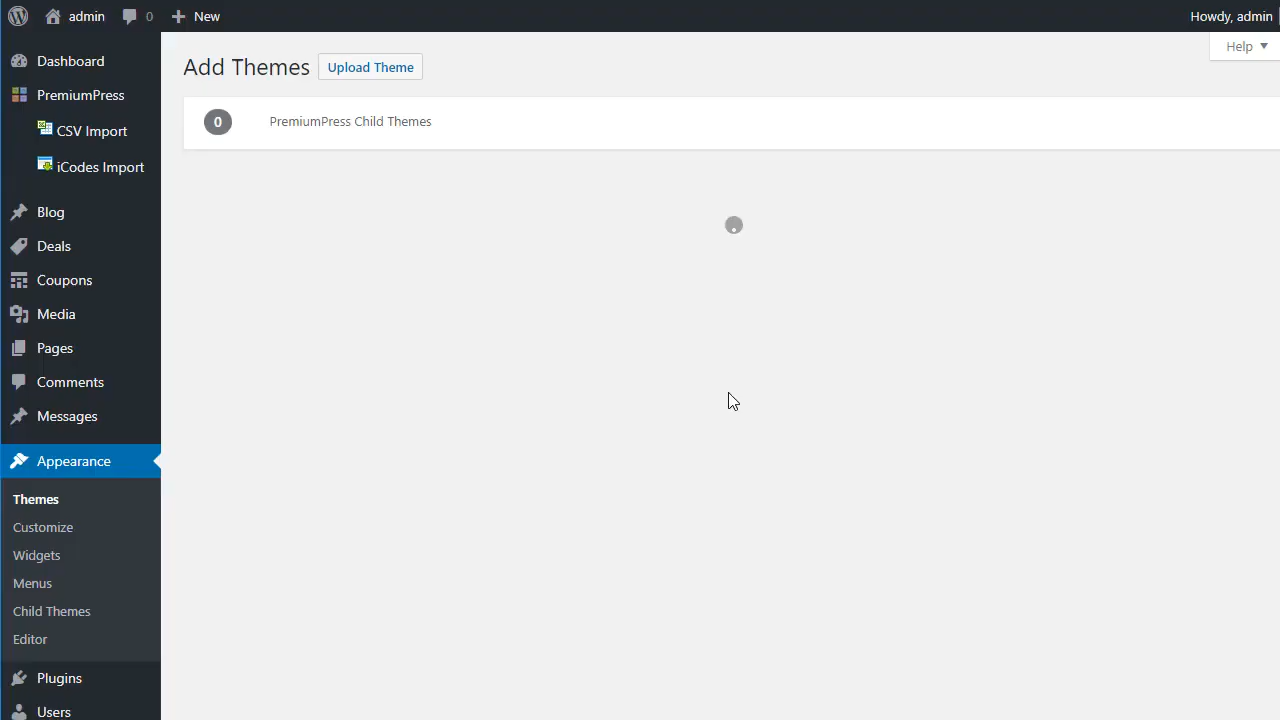 admin
0
New
Howdy, admin
Help
Dashboard
PremiumPress
CSV Import
iCodes Import
Blog
Deals
Coupons
Media
Pages
Comments
Messages
Appearance
Themes
Customize
Widgets
Menus
Child Themes
Editor
Plugins
Users
Add Themes
Upload Theme
0
PremiumPress Child Themes